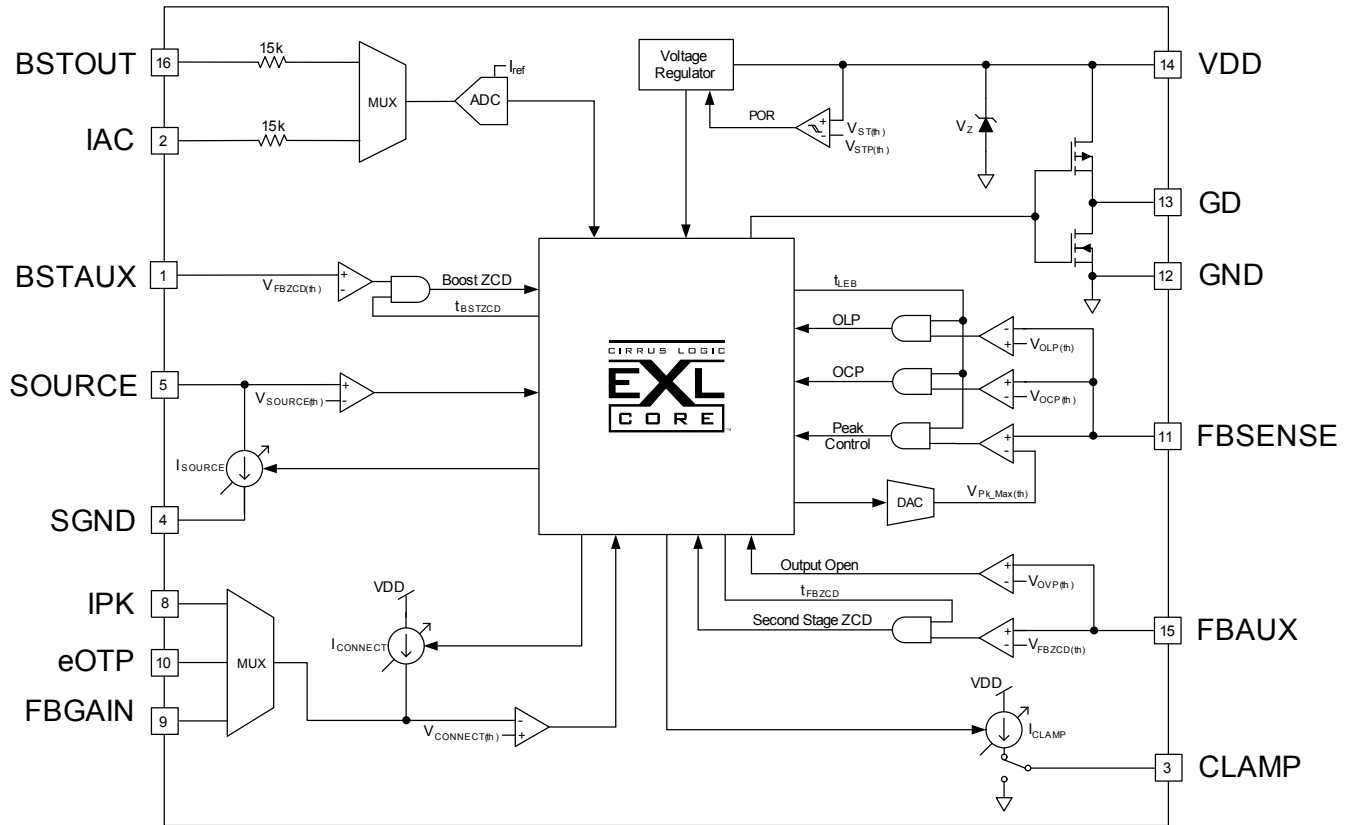 BSTOUT
16
15k
IAC
2
15k
MUX
ADC
Iref
Voltage
Regulator
POR
+
-
VST(th)
VSTP(th)
VZ
14
VDD
13
GD
12
GND
BSTAUX
1
VFBZCD(th)
+
-
Boost ZCD
tBSTZCD
SOURCE
5
VSOURCE(th)
+
-
ISOURCE
SGND
4
CIRRUS LOGIC
EXL
CORE
TM
tLEB
OLP
-
+
VOLP(th)
OCP
+
-
VOCP(th)
Peak
Control
+
-
11
FBSENSE
DAC
VPk_Max(th)
Output Open
+
-
VOVP(th)
tFBZCD
Second Stage ZCD
+
-
VFBZCD(th)
15
FBAUX
IPK
8
eOTP
10
FBGAIN
9
MUX
VDD
ICONNECT
VCONNECT(th)
-
+
VDD
ICLAMP
3
CLAMP